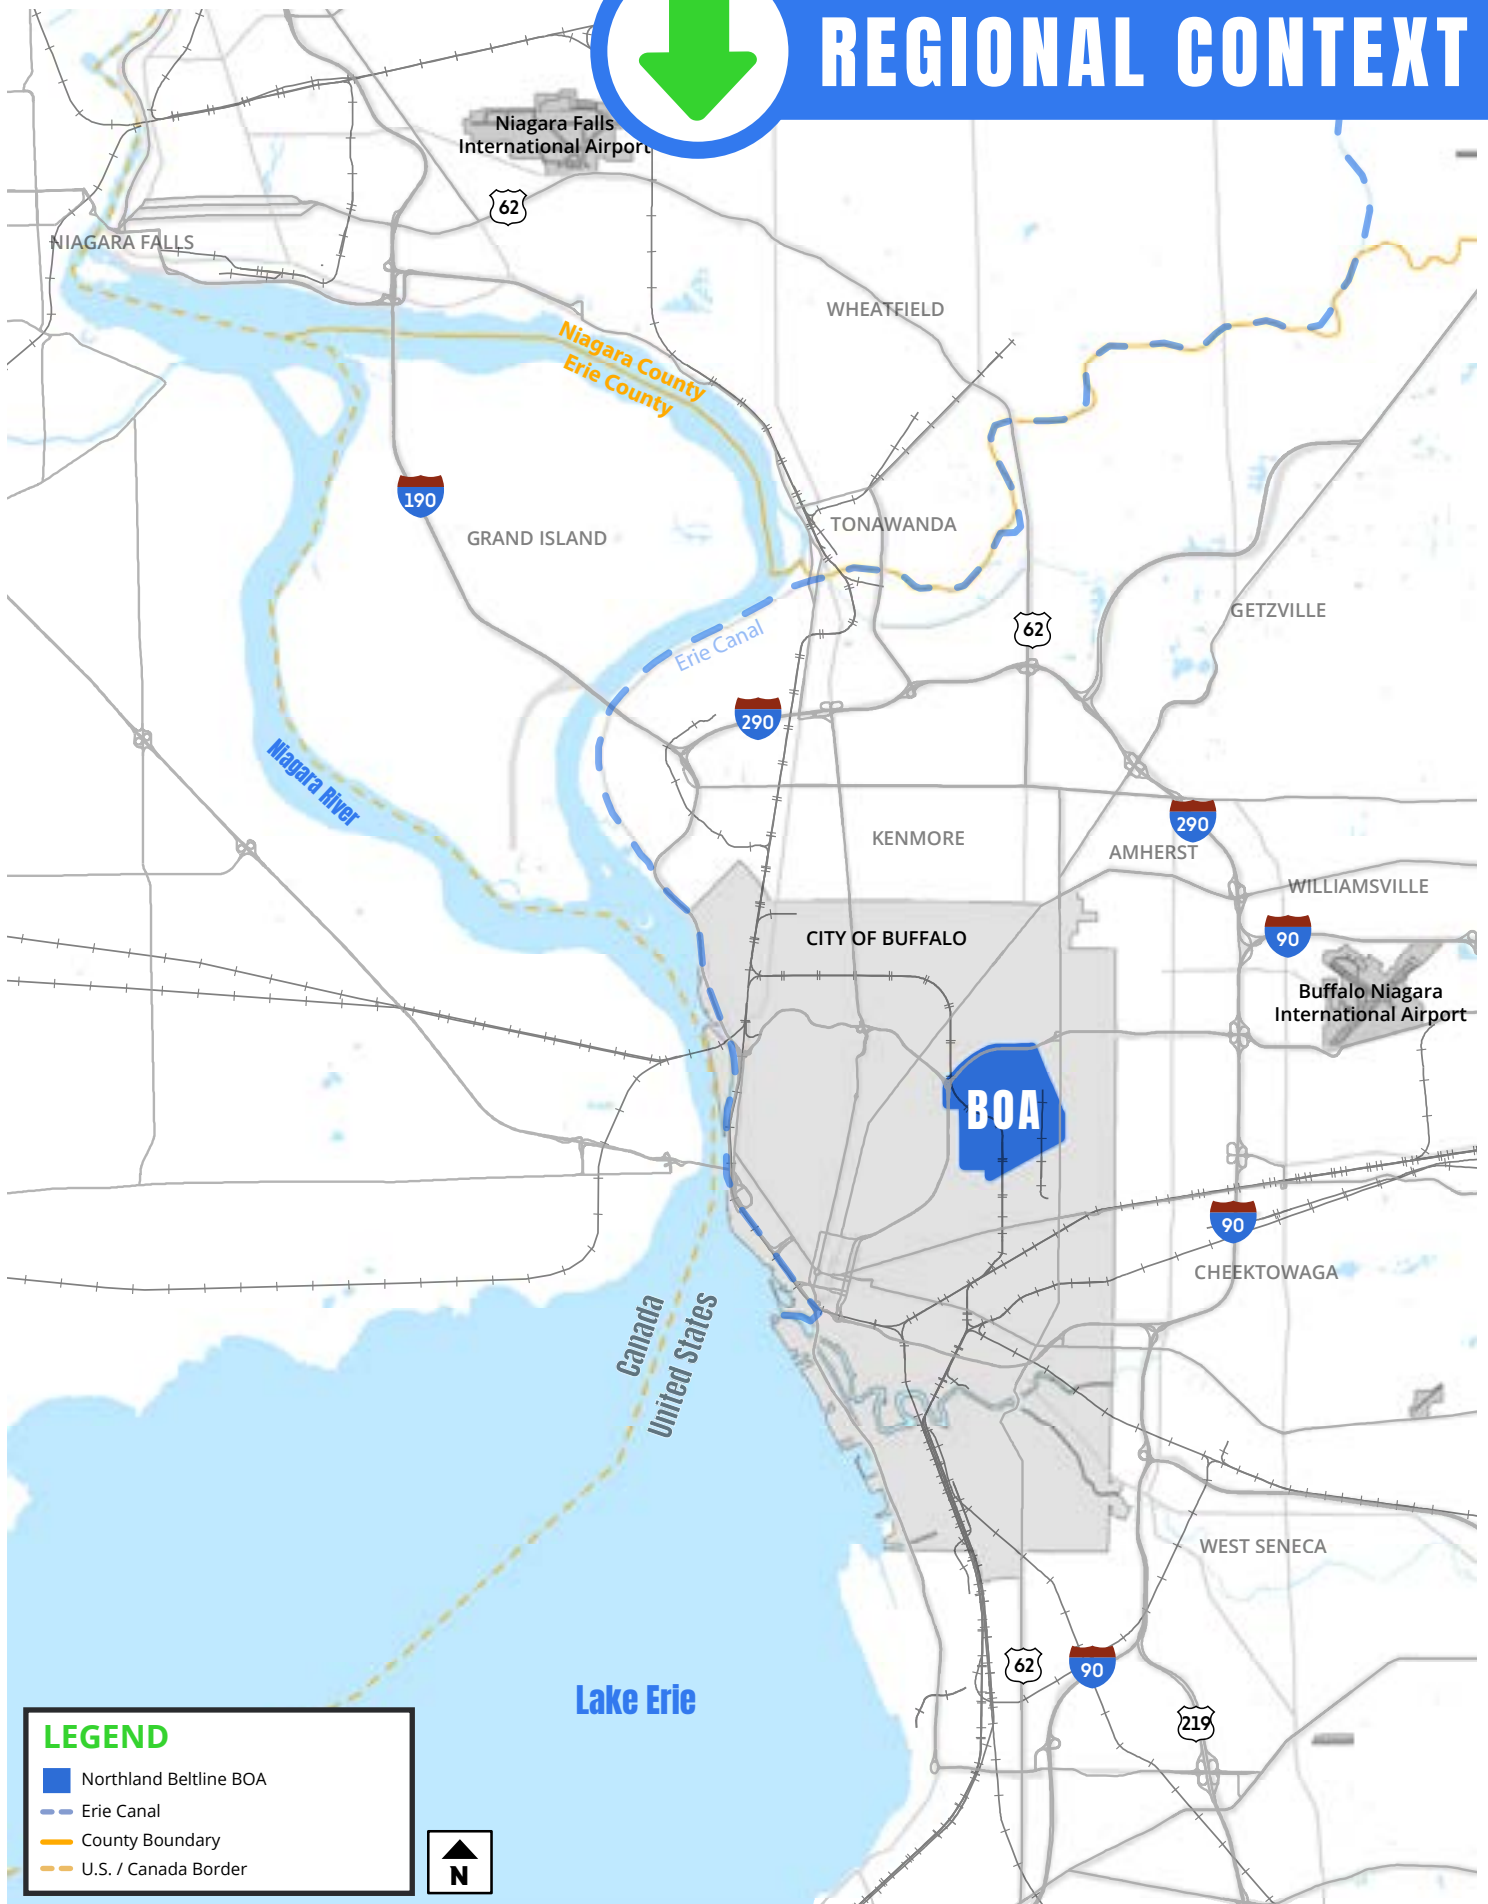 REGIONAL CONTEXT
Niagara Falls
International Airport
62
NIAGARA FALLS
WHEATFIELD
Niagara County
Erie County
190
GRAND ISLAND
TONAWANDA
GETZVILLE
62
Erie Canal
290
Niagara River
290
KENMORE
AMHERST
WILLIAMSVILLE
90
CITY OF BUFFALO
Buffalo Niagara
International Airport
BOA
90
CHEEKTOWAGA
Canada
United States
WEST SENECA
62
90
219
Lake Erie
LEGEND
Northland Beltline BOA
Erie Canal
County Boundary
U.S. / Canada Border
N